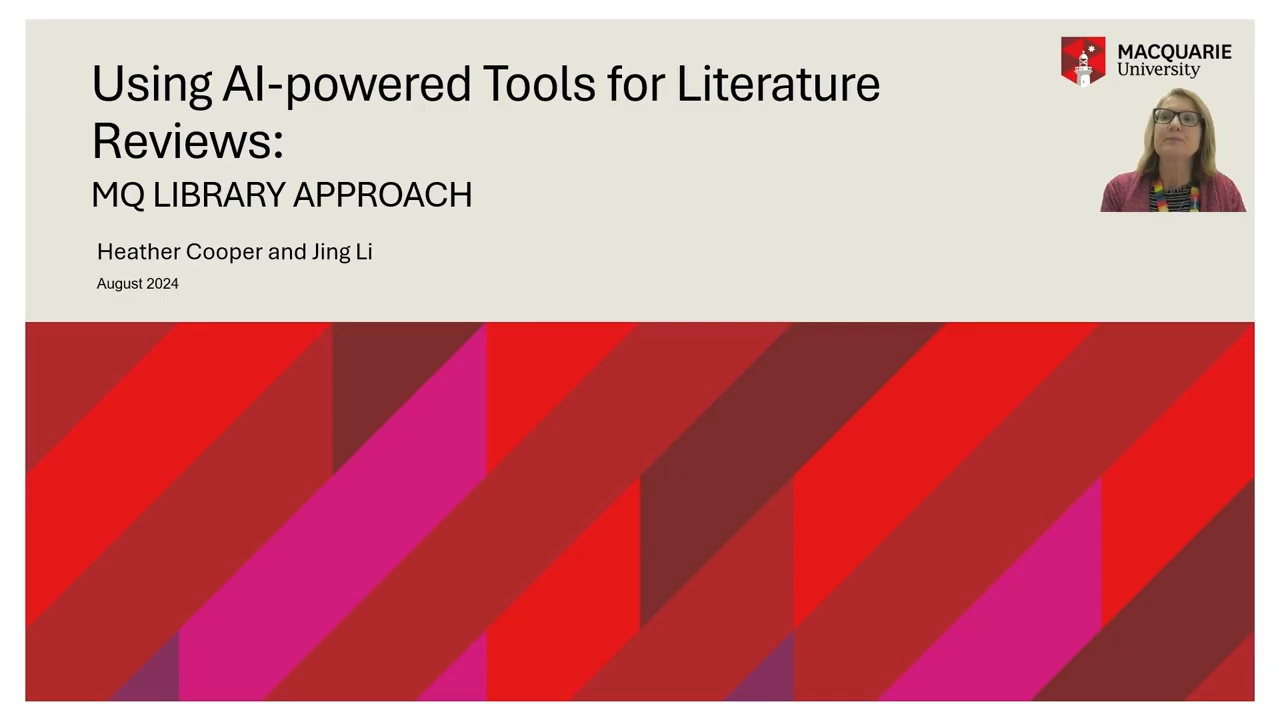 Using AI-powered Tools for Literature
Reviews:
MQ LIBRARY APPROACH
Heather Cooper and Jing Li
August 2024
MACQUARIE
University